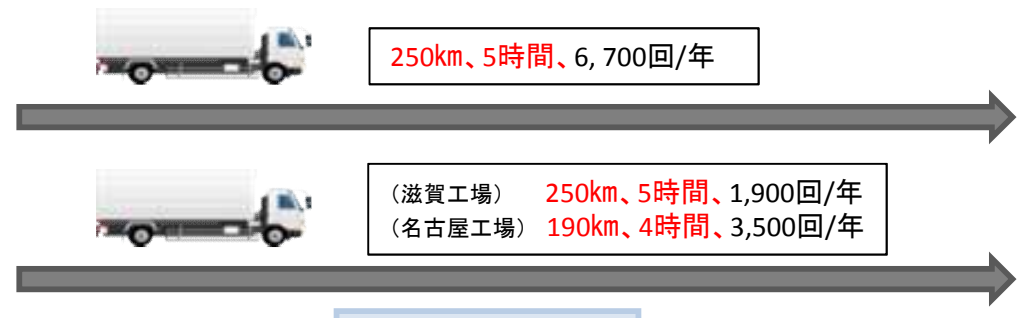 250㎞、5時間、6, 700回/年
（滋賀工場） 250㎞、5時間、1,900回/年
（名古屋工場） 190㎞、4時間、3,500回/年